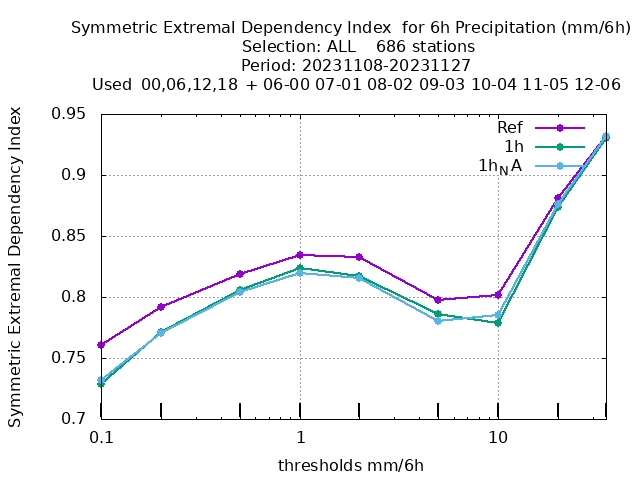 Symmetric Extremal Dependency Index  for 6h Precipitation (mm/6h)
Selection: ALL    686 stations
Period: 20231108-20231127
Used  00,06,12,18  + 06-00 07-01 08-02 09-03 10-04 11-05 12-06
Symmetric Extremal Dependency Index
0.95
0.9
0.85
0.8
0.75
0.7
Ref
1h
1h_NA
0.1
1
10
thresholds mm/6h